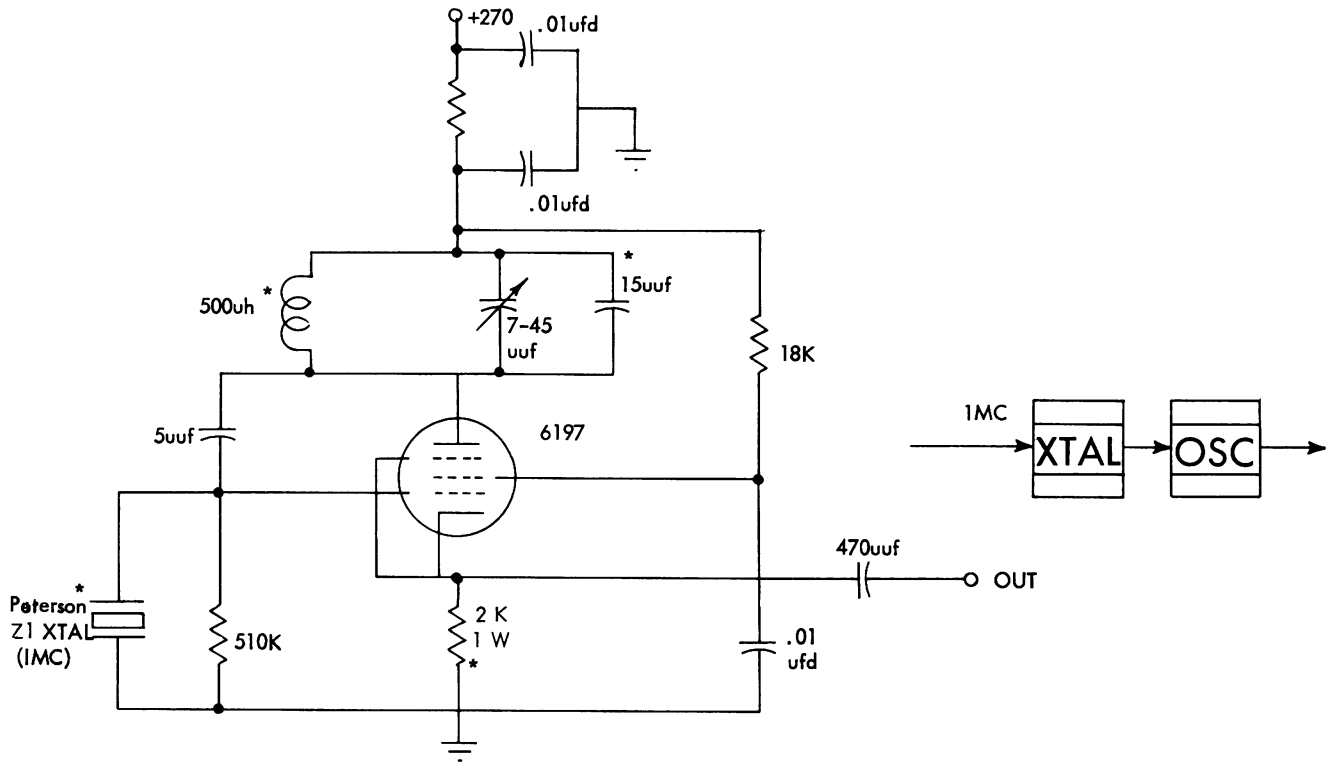 +270
.01ufd
.01ufd
*
15uuf
500uh *
7-45
uuf
18K
5uuf
6197
1MC
XTAL
OSC
470uuf
OUT
*
Peterson
Z1 XTAL
(IMC)
510K
2 K
1 W
*
.01
ufd